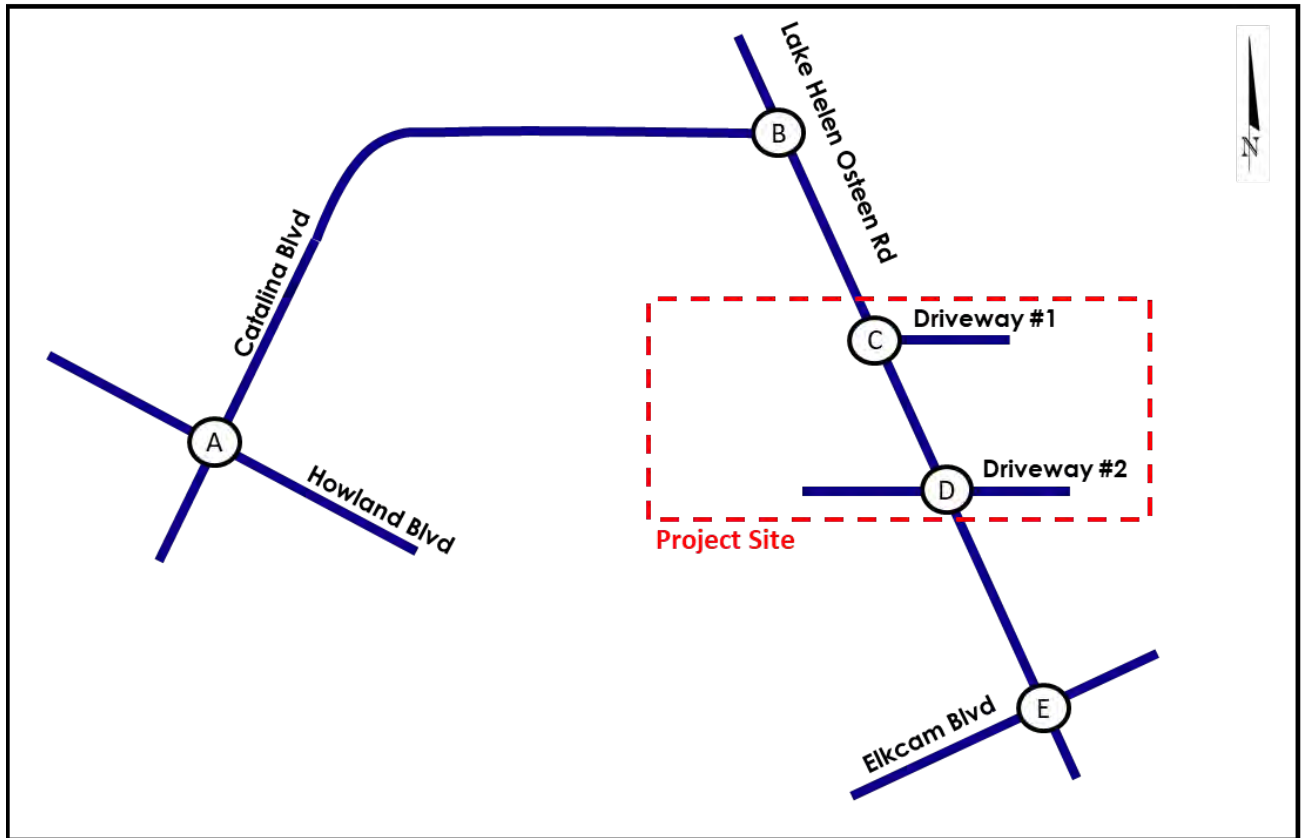 N
Lake Helen Osteen Rd
B
Catalina Blvd
Driveway #1
C
A
Howland Blvd
Driveway #2
D
Project Site
Elkcam Blvd
E